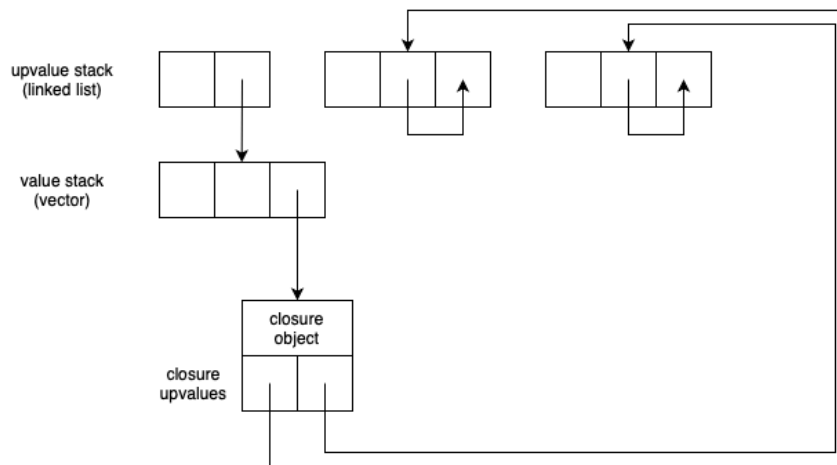 upvalue stack
(linked list)
value stack
(vector)
closure
object
closure
upvalues